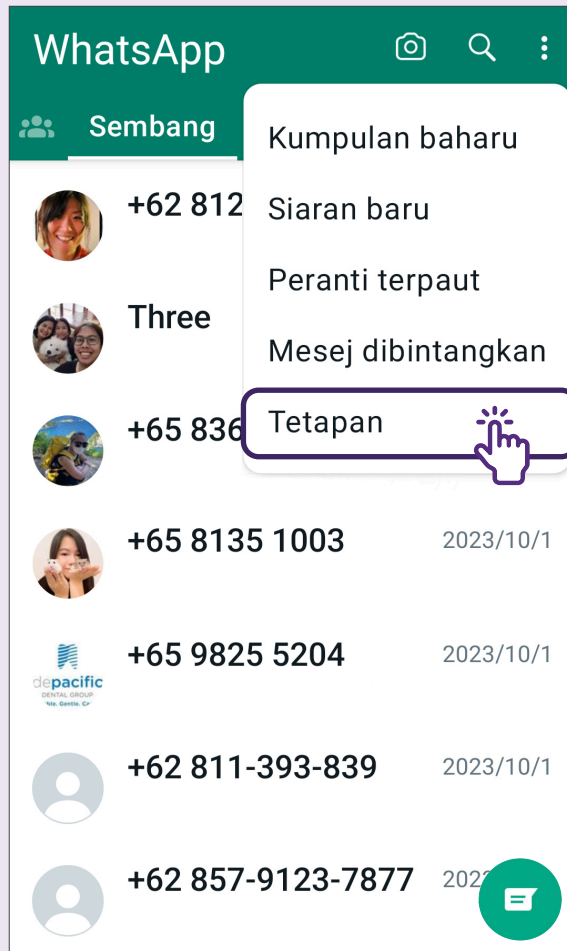 WhatsApp
Sembang
Kumpulan baharu
Siaran baru
Peranti terpaut
Mesej dibintangkan
Tetapan
+62 812
Three
+65 836
+65 8135 1003
2023/10/1
+65 9825 5204
2023/10/1
depacific
DENTAL GROUP
Gentle.
+62 811-393-839
2023/10/1
+62 857-9123-7877
202